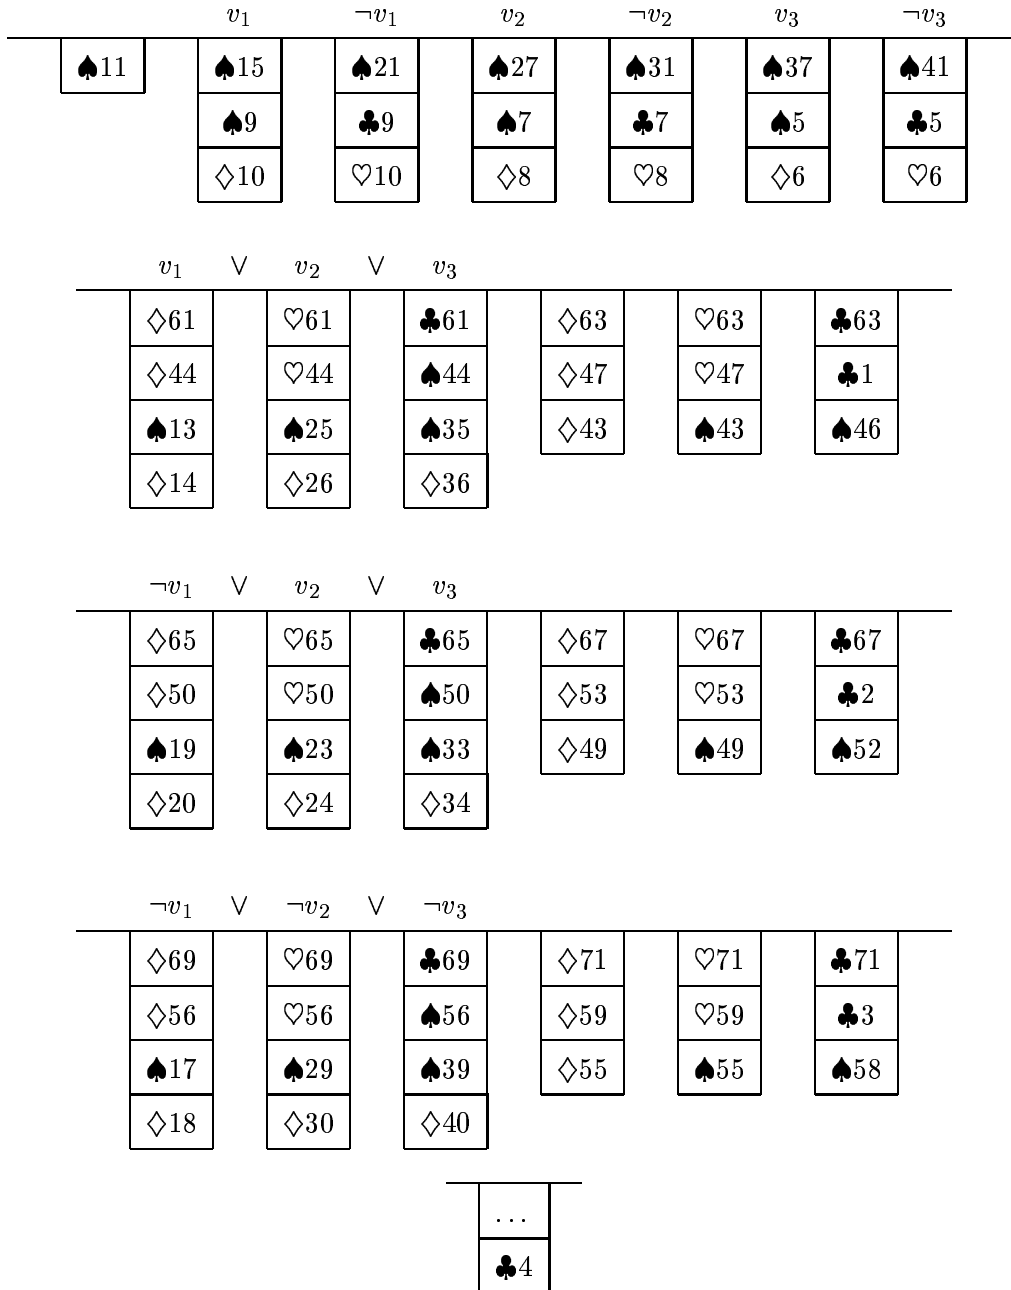 v₁ ¬v₁ v₂ ¬v₂ v₃ ¬v₃
♠11 ♠15 ♠21 ♠27 ♠31 ♠37 ♠41
♠9 ♣9 ♠7 ♣7 ♠5 ♣5
♢10 ♡10 ♢8 ♡8 ♢6 ♡6
v₁ ∨ v₂ ∨ v₃
♢61 ♡61 ♣61 ♢63 ♡63 ♣63
♢44 ♡44 ♠44 ♢47 ♡47 ♣1
♠13 ♠25 ♠35 ♢43 ♠43 ♠46
♢14 ♢26 ♢36
¬v₁ ∨ v₂ ∨ v₃
♢65 ♡65 ♣65 ♢67 ♡67 ♣67
♢50 ♡50 ♠50 ♢53 ♡53 ♣2
♠19 ♠23 ♠33 ♢49 ♠49 ♠52
♢20 ♢24 ♢34
¬v₁ ∨ ¬v₂ ∨ ¬v₃
♢69 ♡69 ♣69 ♢71 ♡71 ♣71
♢56 ♡56 ♠56 ♢59 ♡59 ♣3
♠17 ♠29 ♠39 ♢55 ♠55 ♠58
♢18 ♢30 ♢40
...
♣4